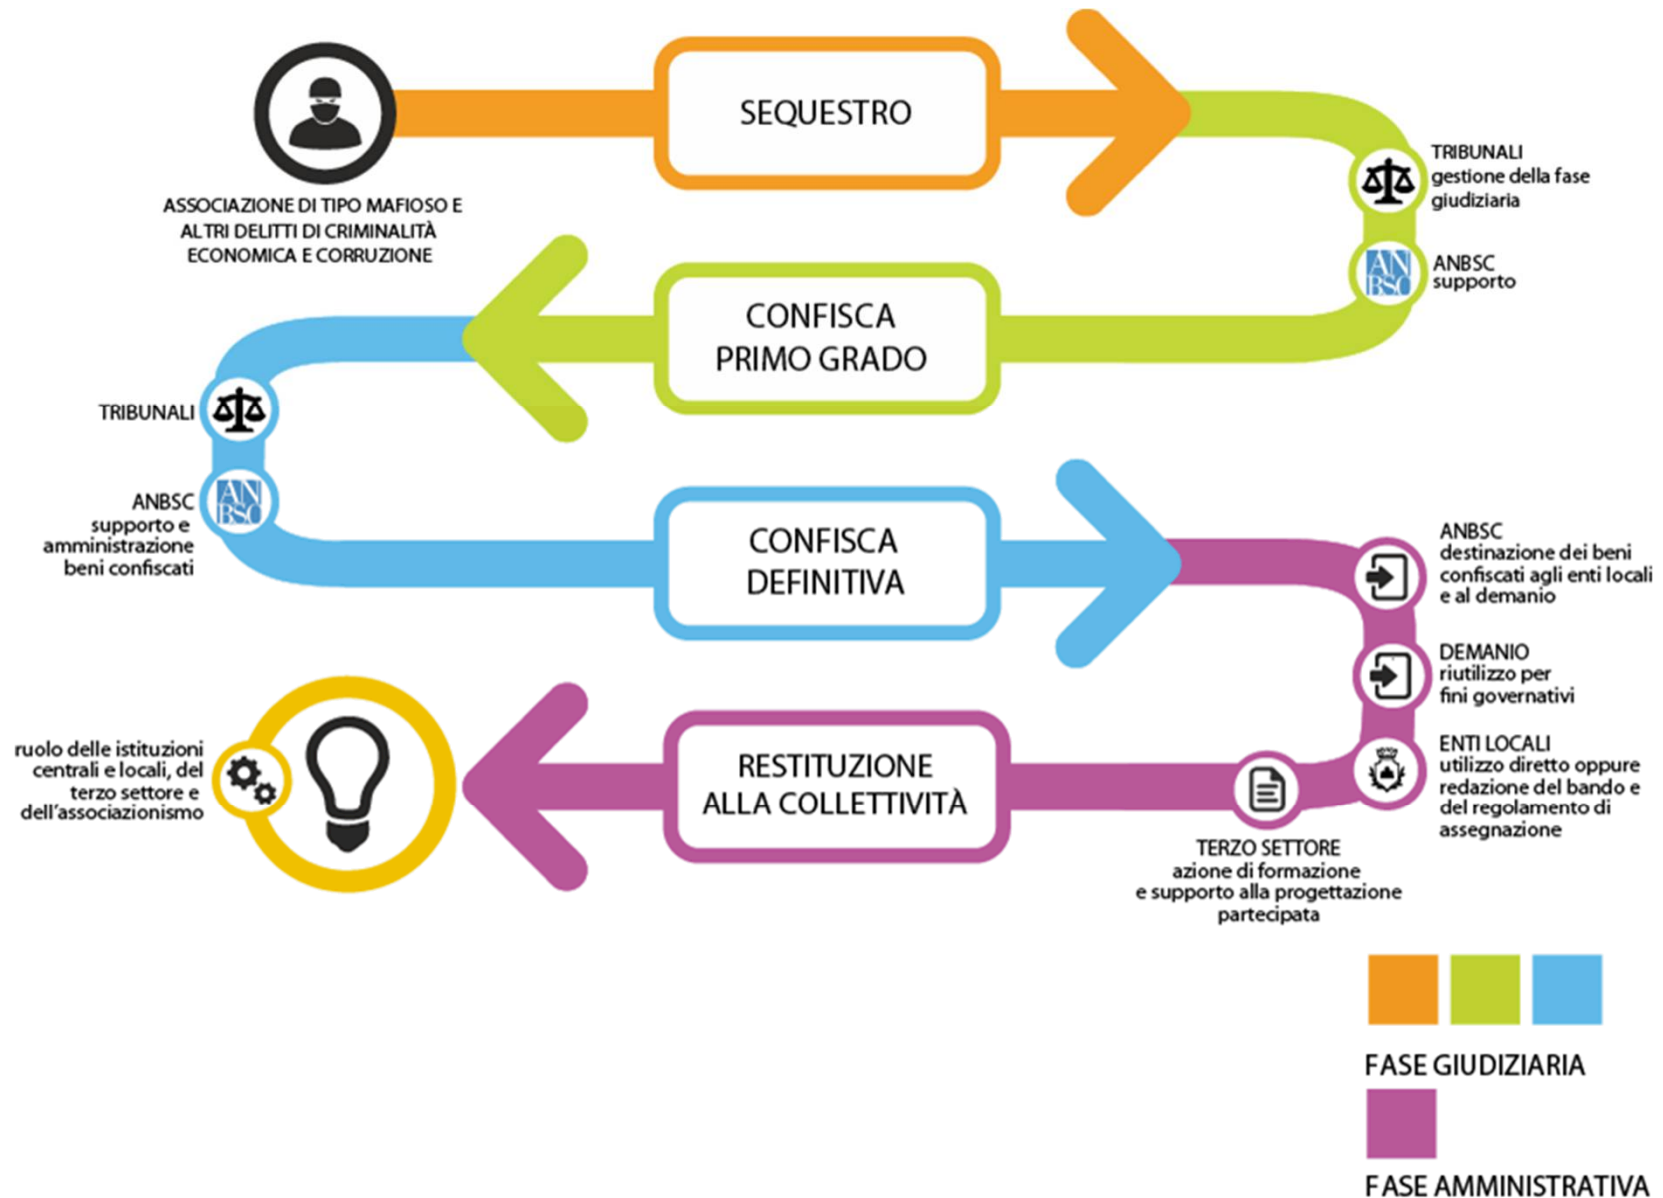 SEQUESTRO
ASSOCIAZIONE DI TIPO MAFIOSO E
ALTRI DELITTI DI CRIMINALITÀ
ECONOMICA E CORRUZIONE
TRIBUNALI
gestione della fase
giudiziaria
AN
BSC
ANBSC
supporto
CONFISCA
PRIMO GRADO
TRIBUNALI
AN
BSC
ANBSC
supporto e
amministrazione
beni confiscati
CONFISCA
DEFINITIVA
ANBSC
destinazione dei beni
confiscati agli enti locali
e al demanio
DEMANIO
riutilizzo per
fini governativi
ENTI LOCALI
utilizzo diretto oppure
redazione del bando e
del regolamento di
assegnazione
TERZO SETTORE
azione di formazione
e supporto alla progettazione
partecipata
RESTITUZIONE
ALLA COLLETTIVITÀ
ruolo delle istituzioni
centrali e locali, del
terzo settore e
dell'associazionismo
FASE GIUDIZIARIA
FASE AMMINISTRATIVA